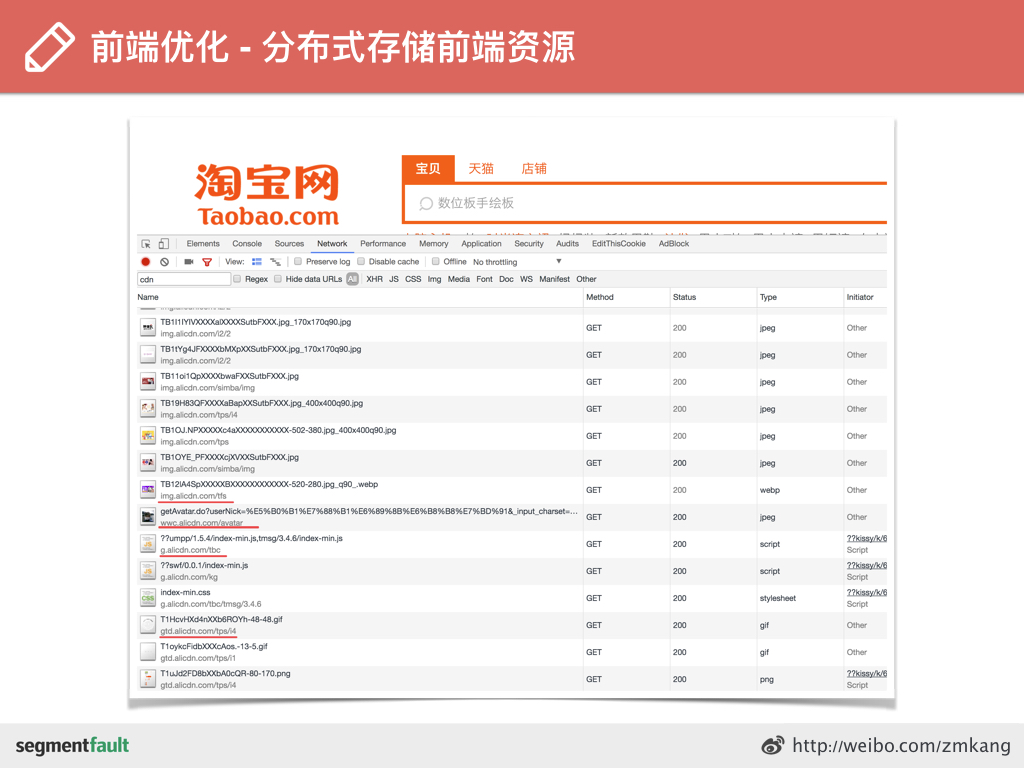 前端优化 - 分布式存储前端资源
淘宝网
Taobao.com
宝贝 天猫 店铺
数位板手绘板
Elements Console Sources Network Performance Memory Application Security Audits EditThisCookie AdBlock
View: Preserve log Disable cache Offline No throttling
cdn Regex Hide data URLs All XHR JS CSS Img Media Font Doc WS Manifest Other
Name Method Status Type Initiator
TB1I1IYIVXXXXalXXXXSutbFXXX.jpg_170x170q90.jpg
img.alicdn.com/i2/2
GET 200 jpeg Other
TB1tYg4JFXXXXbMXpXXSutbFXXX.jpg_170x170q90.jpg
img.alicdn.com/i2/2
GET 200 jpeg Other
TB11oi1QpXXXXbwaFXXSutbFXXX.jpg
img.alicdn.com/simba/img
GET 200 jpeg Other
TB19H83QFXXXXaBapXXSutbFXXX.jpg_400x400q90.jpg
img.alicdn.com/tps/i4
GET 200 jpeg Other
TB1OJ.NPXXXXXc4aXXXXXXXXXXX-502-380.jpg_400x400q90.jpg
img.alicdn.com/tps
GET 200 jpeg Other
TB1OYE_PFXXXXcjXVXXSutbFXXX.jpg
img.alicdn.com/simba/img
GET 200 jpeg Other
TB12lA4SpXXXXXBXXXXXXXXXXXX-520-280.jpg_q90_.webp
img.alicdn.com/tfs
GET 200 webp Other
getAvatar.do?userNick=%E5%B0%B1%E7%88%B1%E6%89%8B%E6%B8%B8%E7%BD%91&_input_charset=…
wwc.alicdn.com/avatar
GET 200 jpeg Other
??umpp/1.5.4/index-min.js,tmsg/3.4.6/index-min.js
g.alicdn.com/tbc
GET 200 script ??kissy/k/6
Script
??swf/0.0.1/index-min.js
g.alicdn.com/kg
GET 200 script ??kissy/k/6
Script
index-min.css
g.alicdn.com/tbc/tmsg/3.4.6
GET 200 stylesheet ??kissy/k/6
Script
T1HcvHXd4nXXb6ROYh-48-48.gif
gtd.alicdn.com/tps/i4
GET 200 gif Other
T1oykcFidbXXXcAos.-13-5.gif
gtd.alicdn.com/tps/i1
GET 200 gif Other
T1uJd2FD8bXXbA0cQR-80-170.png
gtd.alicdn.com/tps/i4
GET 200 png ??kissy/k/6
Script
segmentfault
http://weibo.com/zmkang